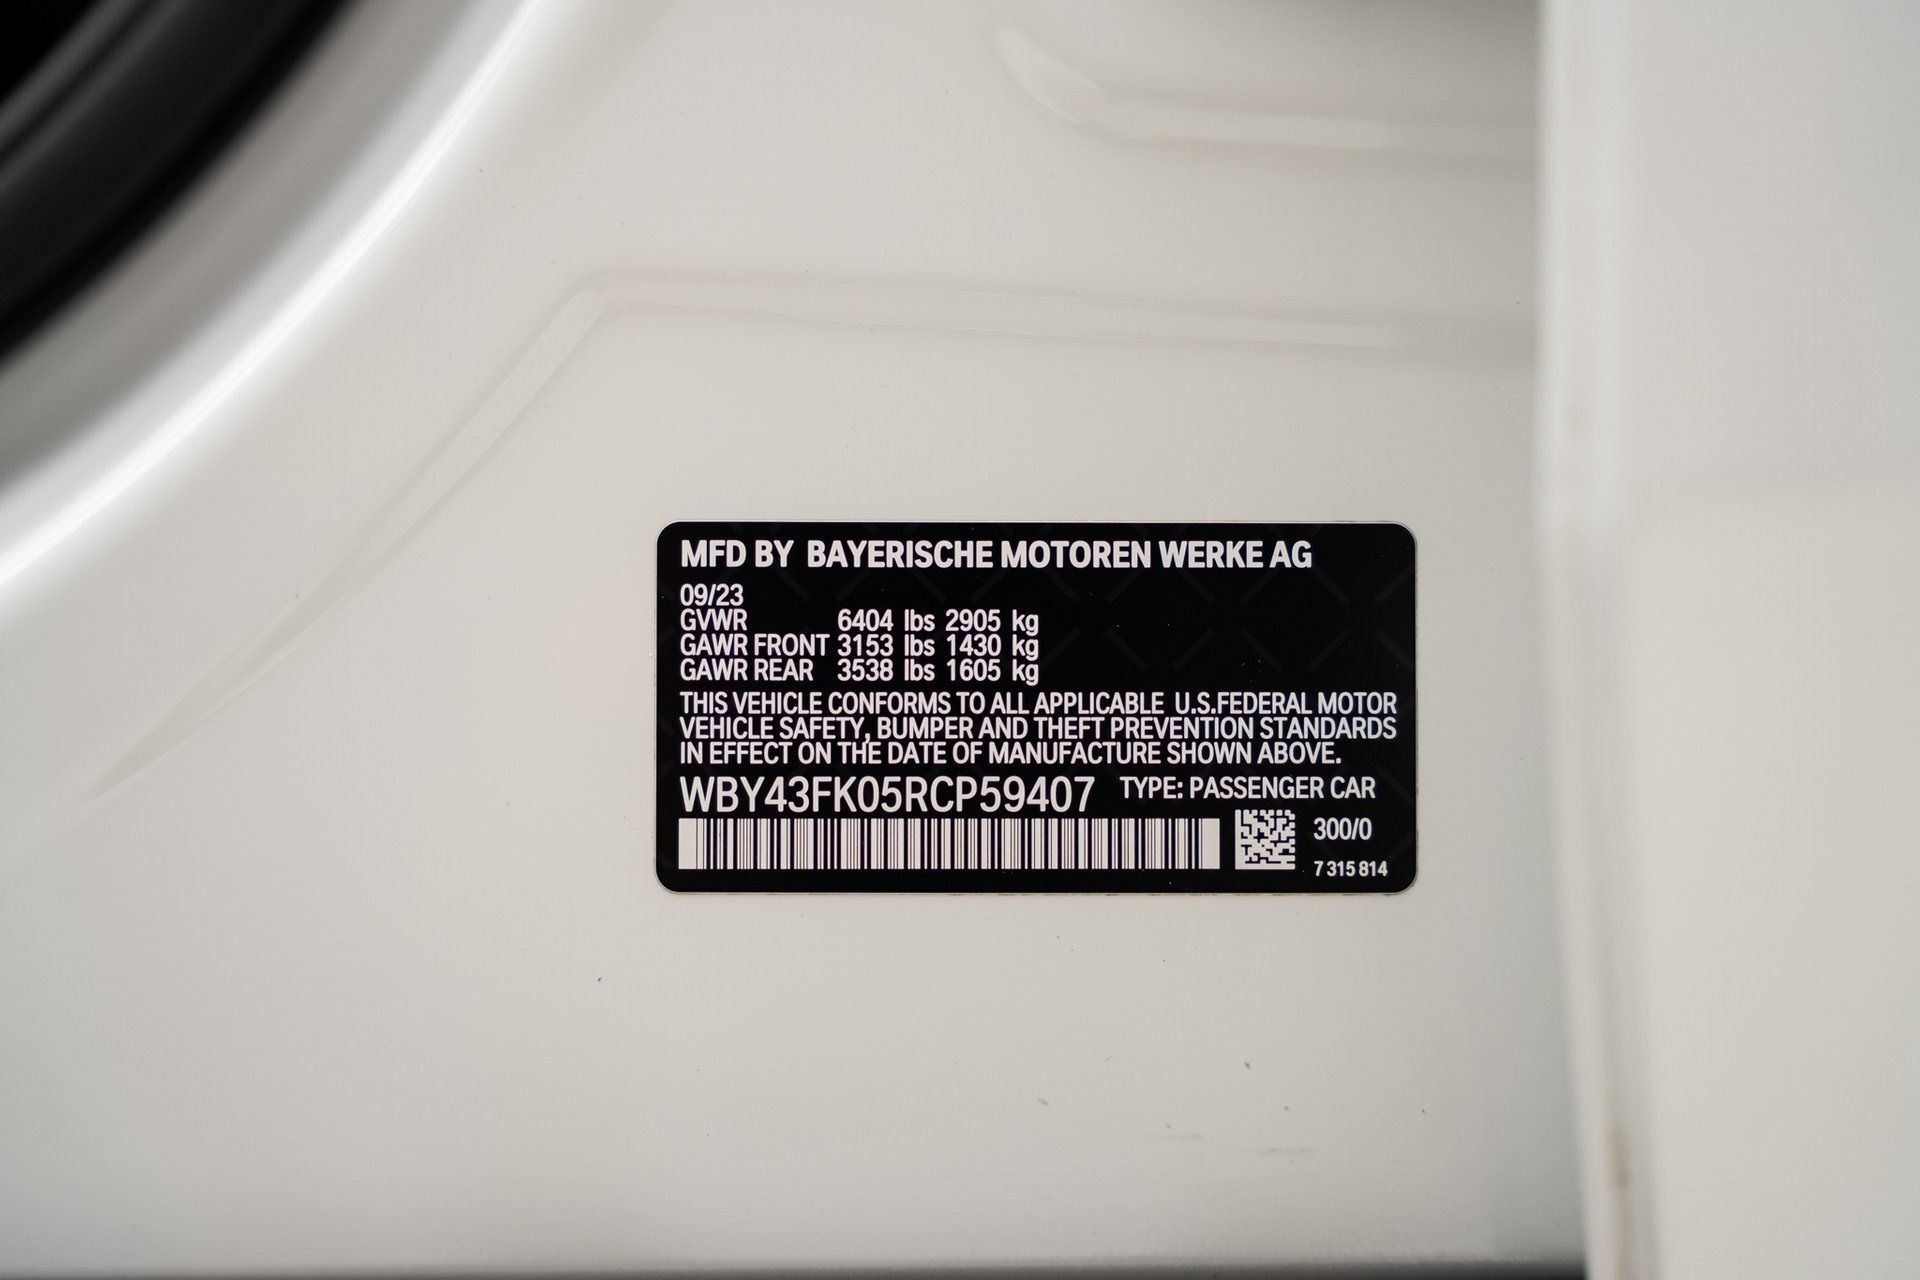 MFD BY BAYERISCHE MOTOREN WERKE AG
09/23
GVWR 6404 lbs 2905 kg
GAWR FRONT 3153 lbs 1430 kg
GAWR REAR 3538 lbs 1605 kg
THIS VEHICLE CONFORMS TO ALL APPLICABLE U.S.FEDERAL MOTOR
VEHICLE SAFETY, BUMPER AND THEFT PREVENTION STANDARDS
IN EFFECT ON THE DATE OF MANUFACTURE SHOWN ABOVE.
WBY43FK05RCP59407 TYPE: PASSENGER CAR
300/0
7 315 814